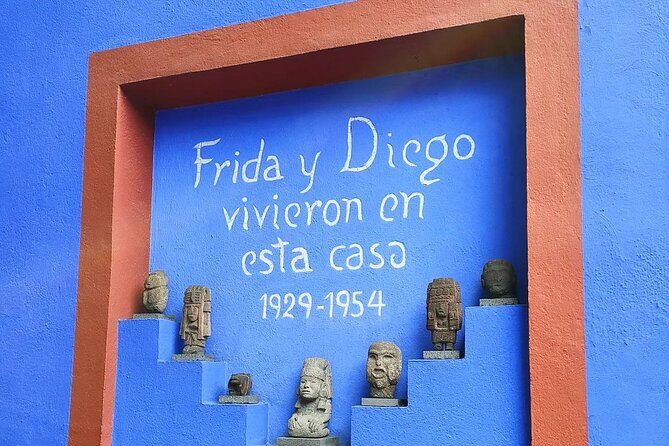 Frida y Diego
vivieron en
esta casa
1929-1954